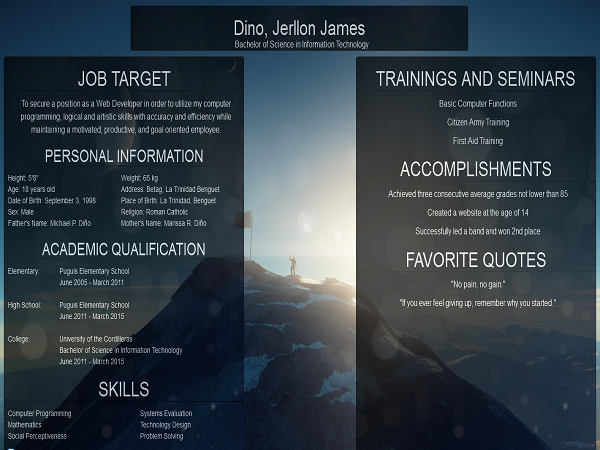 Dino, Jerllon James
Bachelor of Science in Information Technology
JOB TARGET
To secure a position as a Web Developer in order to utilize my computer
programming, logical and artistic skills with accuracy and efficiency while
maintaining a motivated, productive, and goal oriented employee.
PERSONAL INFORMATION
Height: 5'8" Weight: 65 kg
Age: 18 years old Address: Betag, La Trinidad Benguet
Date of Birth: September 3, 1998 Place of Birth: La Trinidad, Benguet
Sex: Male Religion: Roman Catholic
Father's Name: Michael P. Diño Mother's Name: Marissa R. Diño
ACADEMIC QUALIFICATION
Elementary: Puguis Elementary School
June 2005 - March 2011
High School: Puguis Elementary School
June 2011 - March 2015
College: University of the Cordilleras
Bachelor of Science in Information Technology
June 2011 - March 2015
SKILLS
Computer Programming Systems Evaluation
Mathematics Technology Design
Social Perceptiveness Problem Solving
TRAININGS AND SEMINARS
Basic Computer Functions
Citizen Army Training
First Aid Training
ACCOMPLISHMENTS
Achieved three consecutive average grades not lower than 85
Created a website at the age of 14
Successfully led a band and won 2nd place
FAVORITE QUOTES
"No pain, no gain."
"If you ever feel giving up, remember why you started."